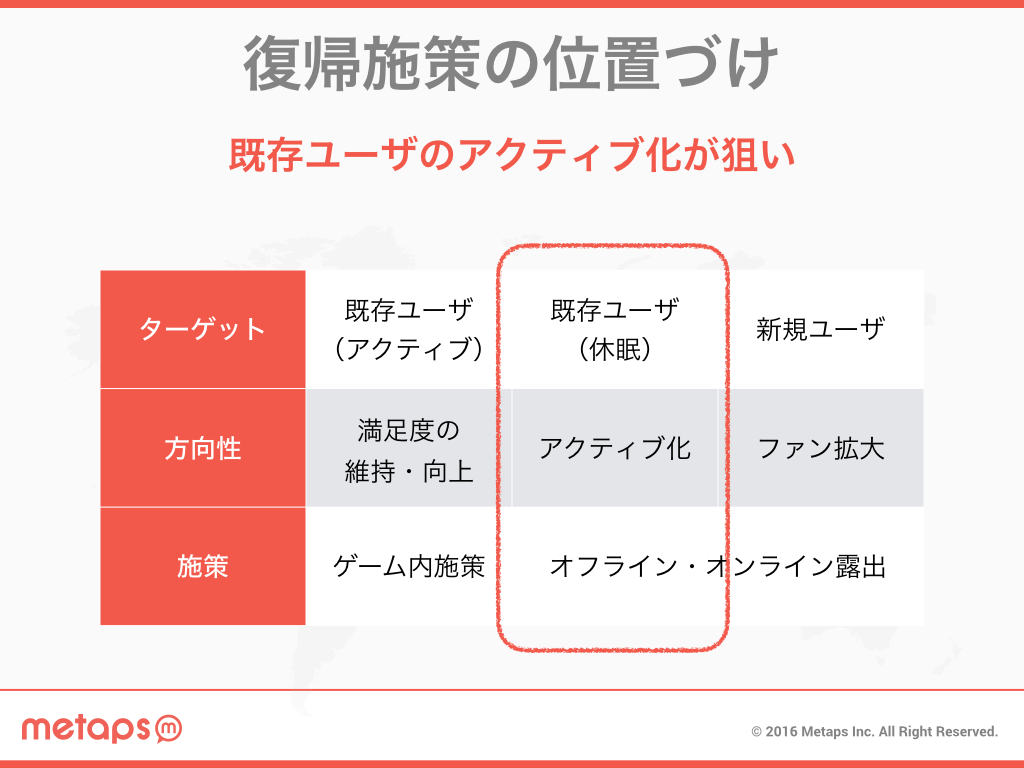 復帰施策の位置づけ
既存ユーザのアクティブ化が狙い
ターゲット
既存ユーザ
（アクティブ）
既存ユーザ
（休眠）
新規ユーザ
方向性
満足度の
維持・向上
アクティブ化
ファン拡大
施策
ゲーム内施策
オフライン・オンライン露出
metaps m
© 2016 Metaps Inc. All Right Reserved.